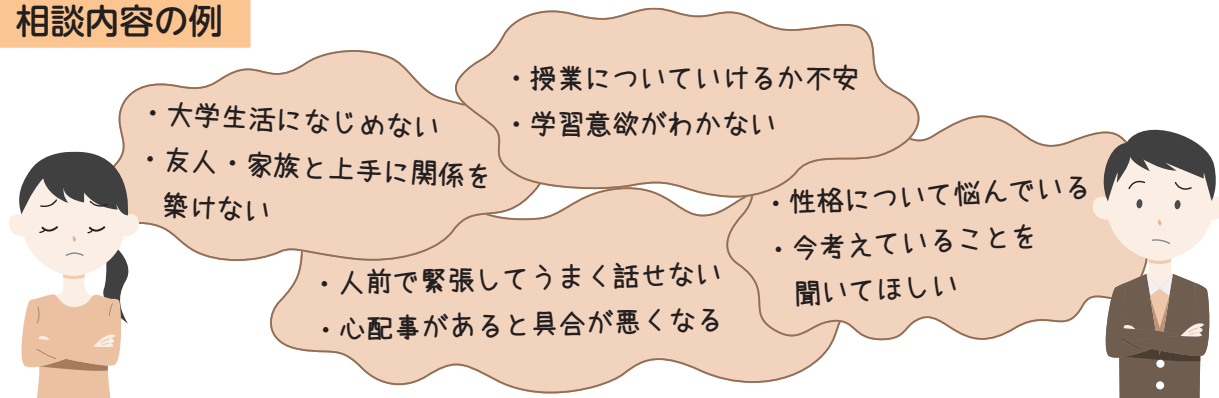 相談内容の例
・大学生活になじめない
・友人・家族と上手に関係を
築けない
・授業についていけるか不安
・学習意欲がわかない
・人前で緊張してうまく話せない
・心配事があると具合が悪くなる
・性格について悩んでいる
・今考えていることを
聞いてほしい